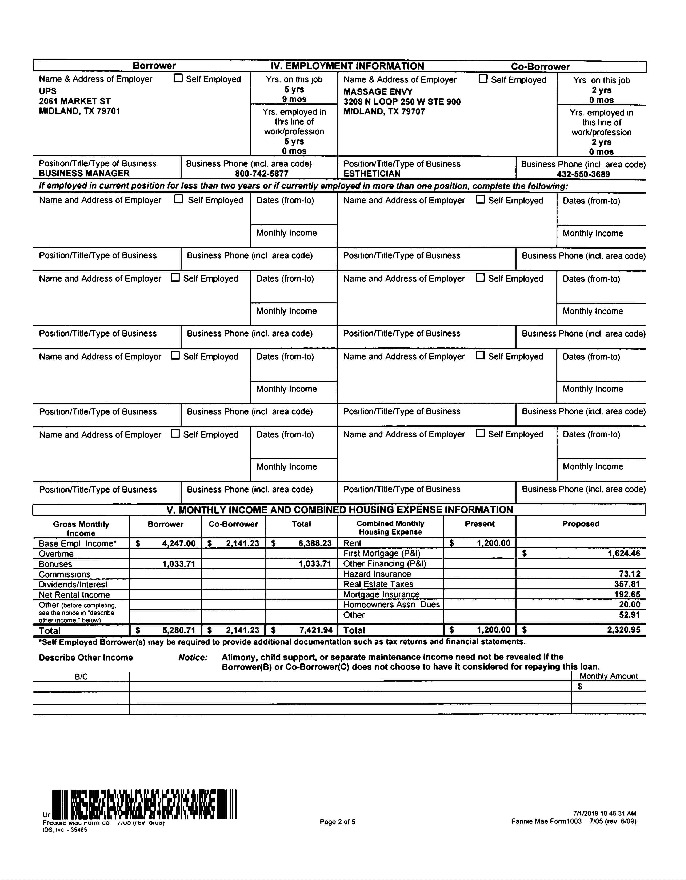 Borrower IV. EMPLOYMENT INFORMATION Co-Borrower
Name & Address of Employer ☐ Self Employed Yrs. on this job Name & Address of Employer ☐ Self Employed Yrs. on this job
UPS 5 yrs MASSAGE ENVY 2 yrs
2061 MARKET ST 9 mos 3208 N LOOP 250 W STE 900 0 mos
MIDLAND, TX 79701 Yrs. employed in MIDLAND, TX 79707 Yrs. employed in
this line of this line of
work/profession work/profession
5 yrs 2 yrs
0 mos 0 mos
Position/Title/Type of Business Business Phone (incl. area code) Position/Title/Type of Business Business Phone (incl. area code)
BUSINESS MANAGER 800-742-5877 ESTHETICIAN 432-550-3689
If employed in current position for less than two years or if currently employed in more than one position, complete the following:
Name and Address of Employer ☐ Self Employed Dates (from-to) Name and Address of Employer ☐ Self Employed Dates (from-to)
Monthly Income Monthly Income
Position/Title/Type of Business Business Phone (incl. area code) Position/Title/Type of Business Business Phone (incl. area code)
Name and Address of Employer ☐ Self Employed Dates (from-to) Name and Address of Employer ☐ Self Employed Dates (from-to)
Monthly Income Monthly Income
Position/Title/Type of Business Business Phone (incl. area code) Position/Title/Type of Business Business Phone (incl. area code)
Name and Address of Employer ☐ Self Employed Dates (from-to) Name and Address of Employer ☐ Self Employed Dates (from-to)
Monthly Income Monthly Income
Position/Title/Type of Business Business Phone (incl. area code) Position/Title/Type of Business Business Phone (incl. area code)
Name and Address of Employer ☐ Self Employed Dates (from-to) Name and Address of Employer ☐ Self Employed Dates (from-to)
Monthly Income Monthly Income
Position/Title/Type of Business Business Phone (incl. area code) Position/Title/Type of Business Business Phone (incl. area code)
V. MONTHLY INCOME AND COMBINED HOUSING EXPENSE INFORMATION
Gross Monthly Income Borrower Co-Borrower Total Combined Monthly Housing Expense Present Proposed
Base Empl. Income* $ 4,247.00 $ 2,141.23 $ 6,388.23 Rent $ 1,200.00
Overtime First Mortgage (P&I) $ 1,624.46
Bonuses 1,033.71 1,033.71 Other Financing (P&I)
Commissions Hazard Insurance 73.12
Dividends/Interest Real Estate Taxes 357.81
Net Rental Income Mortgage Insurance 192.65
Other (before completing, Homeowners Assn. Dues 20.00
see the notice in "describe Other 52.91
other income," below)
Total $ 5,280.71 $ 2,141.23 $ 7,421.94 Total $ 1,200.00 $ 2,320.95
*Self Employed Borrower(s) may be required to provide additional documentation such as tax returns and financial statements.
Describe Other Income Notice: Alimony, child support, or separate maintenance income need not be revealed if the
Borrower(B) or Co-Borrower(C) does not choose to have it considered for repaying this loan.
B/C Monthly Amount
$
7/1/2019 10:46:31 AM
Page 2 of 5 Fannie Mae Form1003 7/05 (rev. 6/09)